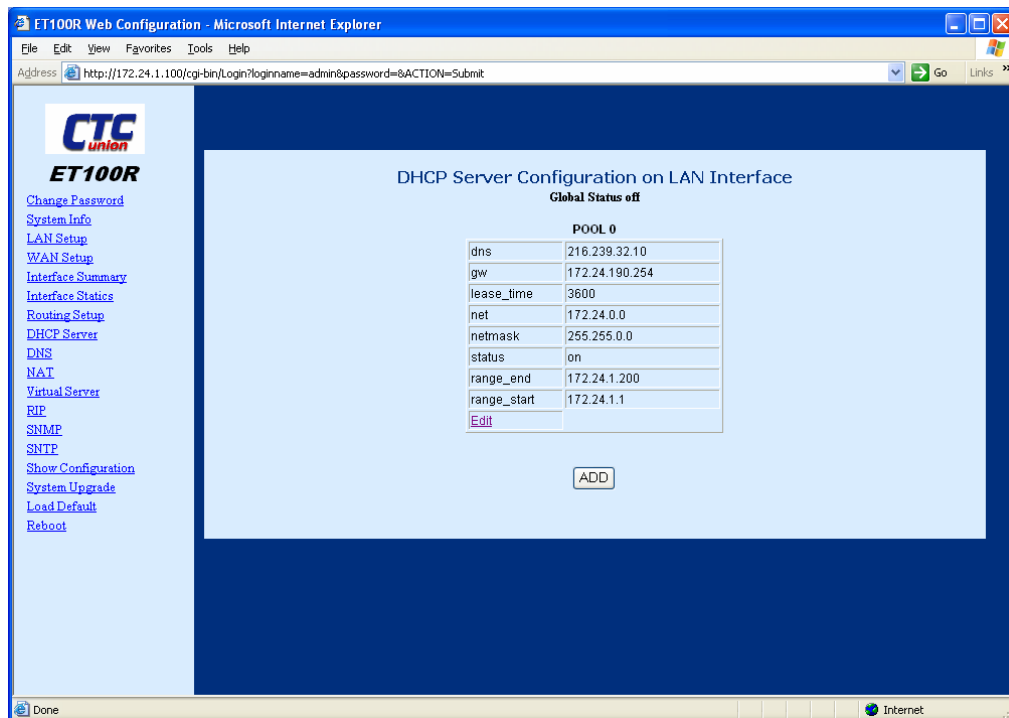 ET100R Web Configuration - Microsoft Internet Explorer
File Edit View Favorites Tools Help
Address http://172.24.1.100/cgi-bin/Login?loginname=admin&password=&ACTION=Submit Go Links »
CTC
union
ET100R
Change Password
System Info
LAN Setup
WAN Setup
Interface Summary
Interface Statics
Routing Setup
DHCP Server
DNS
NAT
Virtual Server
RIP
SNMP
SNTP
Show Configuration
System Upgrade
Load Default
Reboot
DHCP Server Configuration on LAN Interface
Global Status off
POOL 0
dns 216.239.32.10
gw 172.24.190.254
lease_time 3600
net 172.24.0.0
netmask 255.255.0.0
status on
range_end 172.24.1.200
range_start 172.24.1.1
Edit
ADD
Done Internet